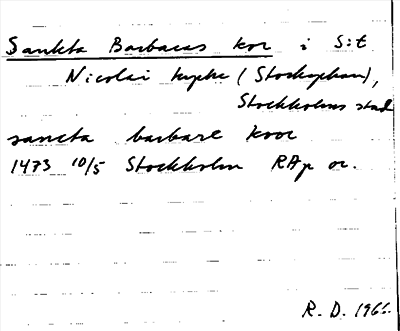 Sankta Barbaras kor i S:t
Nicolai kyrka (Storkyrkan),
Stockholms stad
sancta barbare koor
1473 10/5 Stockholm RAp or.
R. D. 1966.